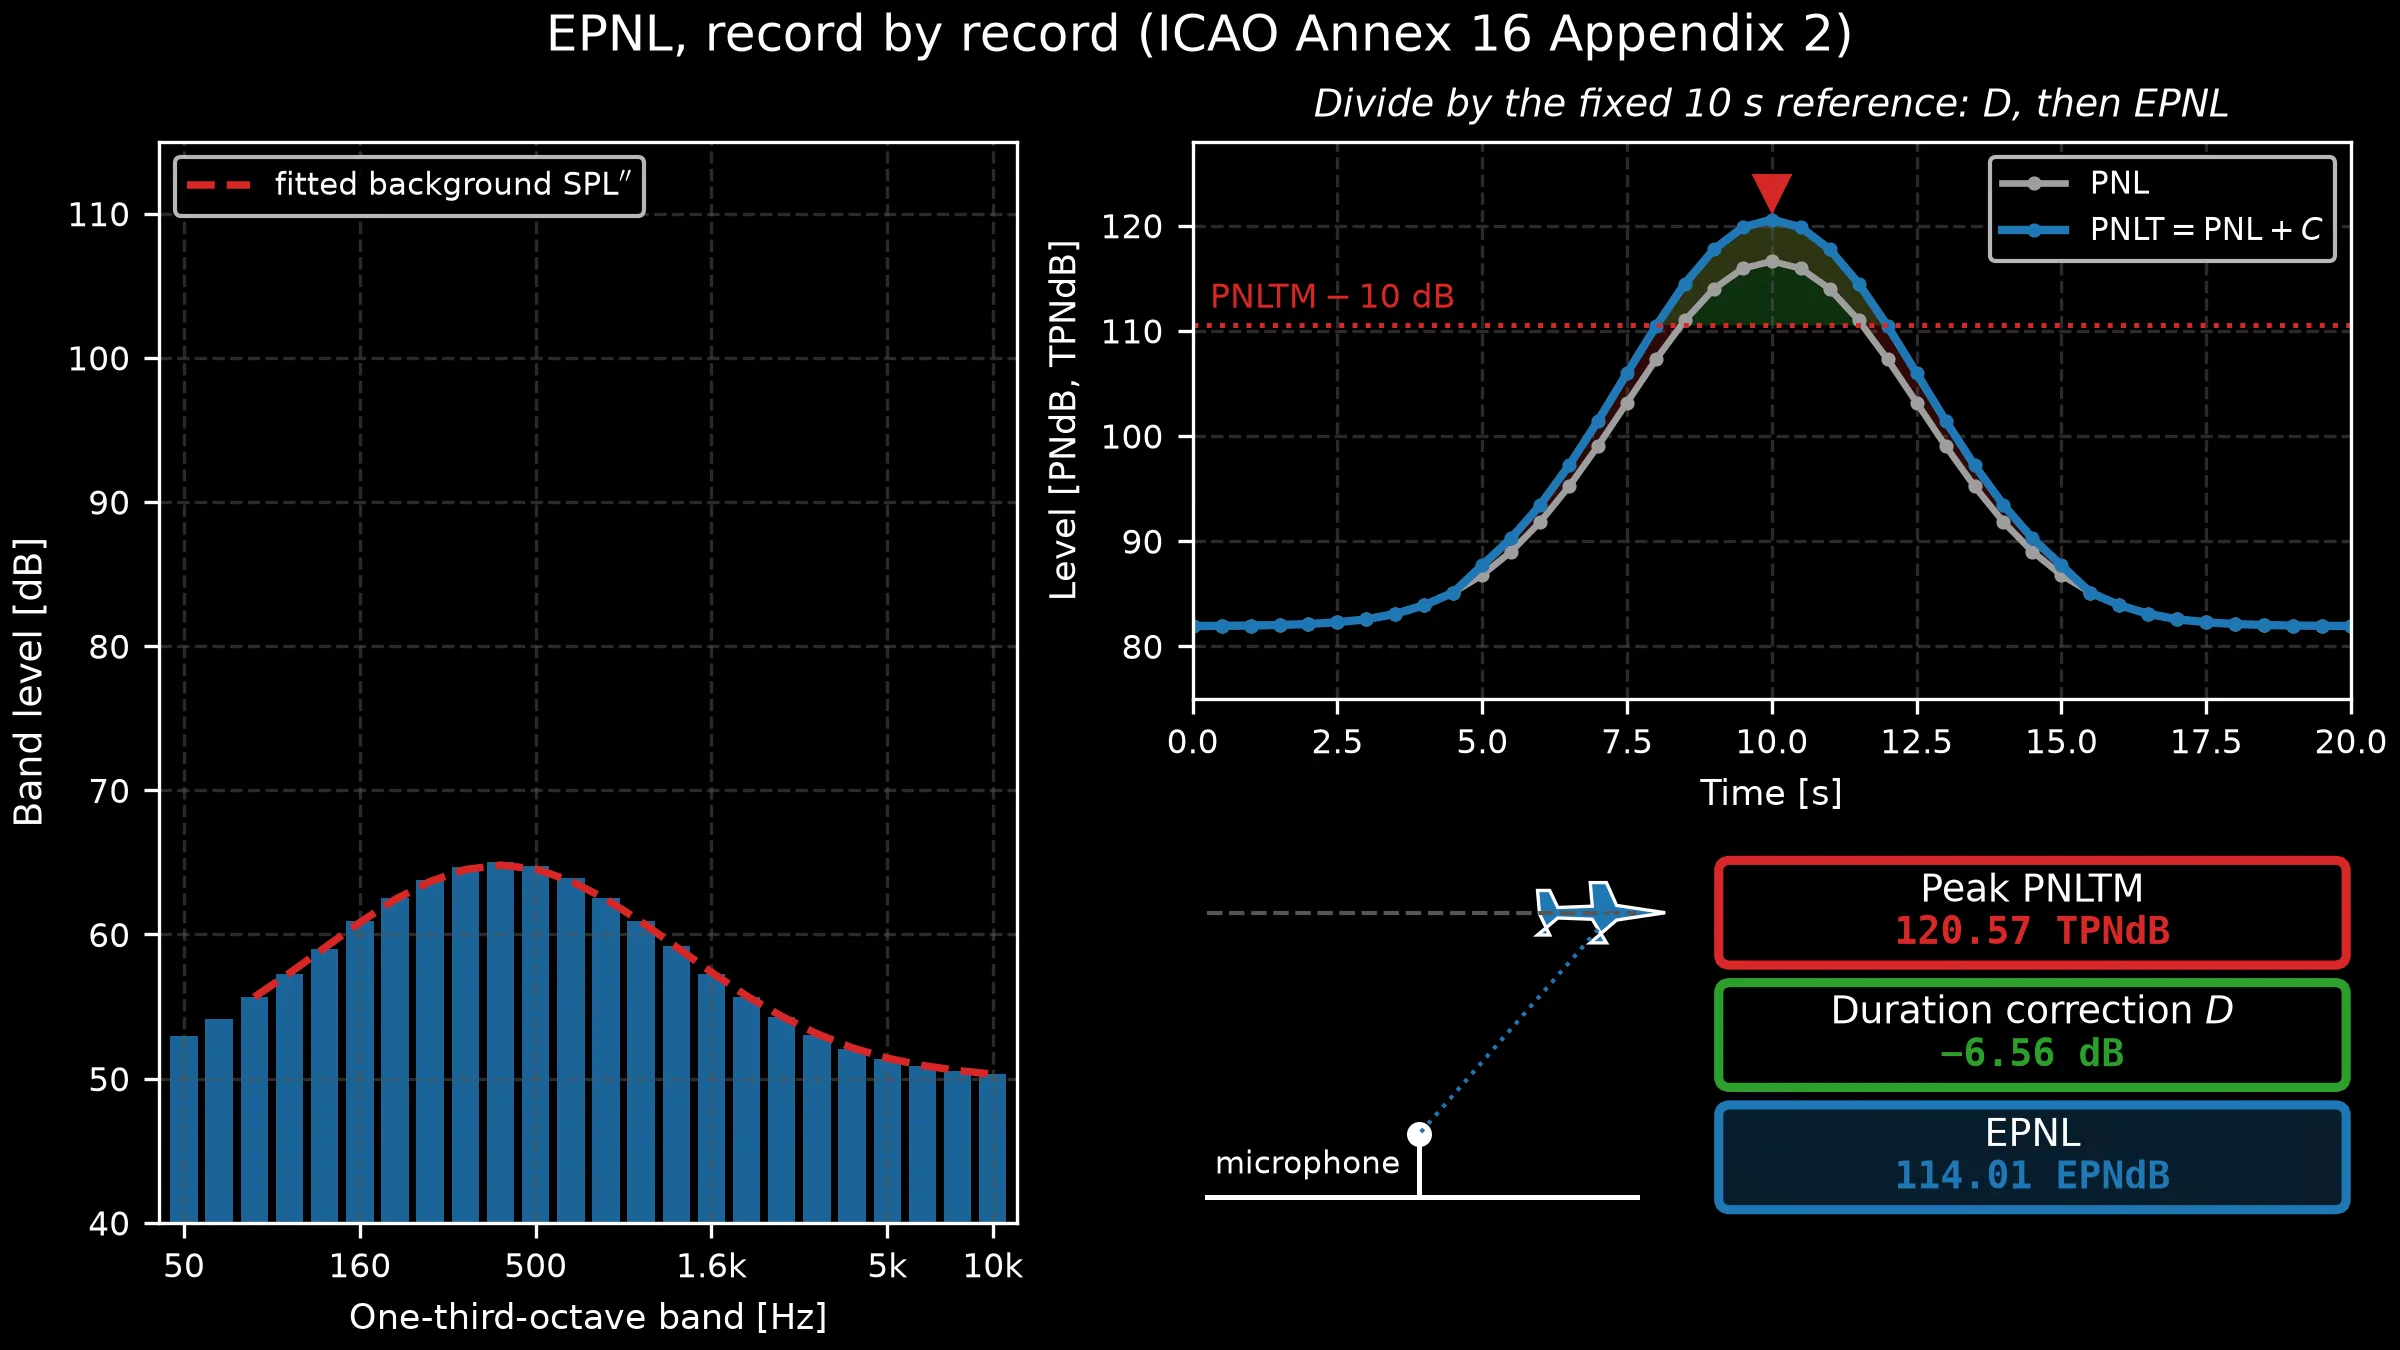 EPNL, record by record (ICAO Annex 16 Appendix 2)
fitted background SPL″
110
100
90
80
70
60
50
40
Band level [dB]
50
160
500
1.6k
5k
10k
One-third-octave band [Hz]
Divide by the fixed 10 s reference: D, then EPNL
PNL
PNLT = PNL + C
PNLTM − 10 dB
120
110
100
90
80
Level [PNdB, TPNdB]
0.0
2.5
5.0
7.5
10.0
12.5
15.0
17.5
20.0
Time [s]
microphone
Peak PNLTM
120.57 TPNdB
Duration correction D
−6.56 dB
EPNL
114.01 EPNdB